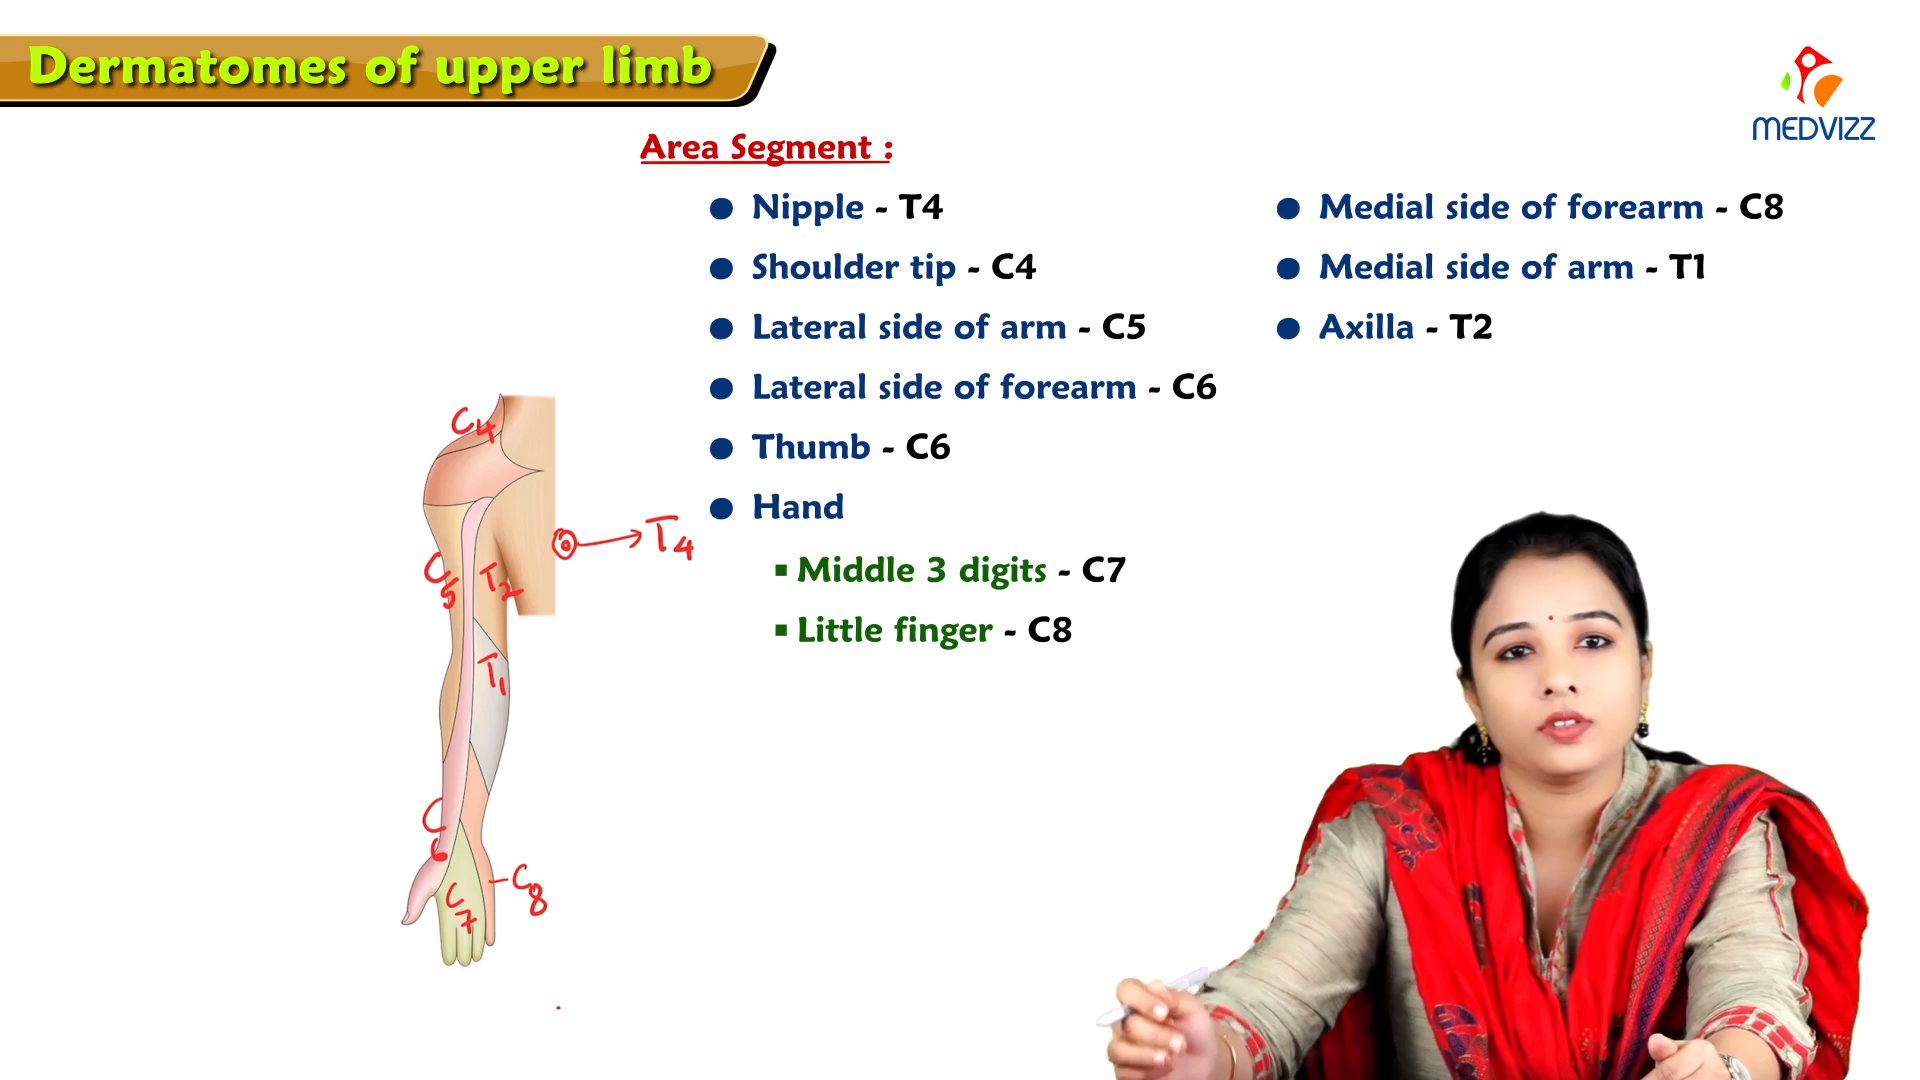 Dermatomes of upper limb
MEDVIZZ
Area Segment :
● Nipple - T4
● Shoulder tip - C4
● Lateral side of arm - C5
● Lateral side of forearm - C6
● Thumb - C6
● Hand
▪ Middle 3 digits - C7
▪ Little finger - C8
● Medial side of forearm - C8
● Medial side of arm - T1
● Axilla - T2
C4
T4
C5
T2
T1
C6
C7
C8